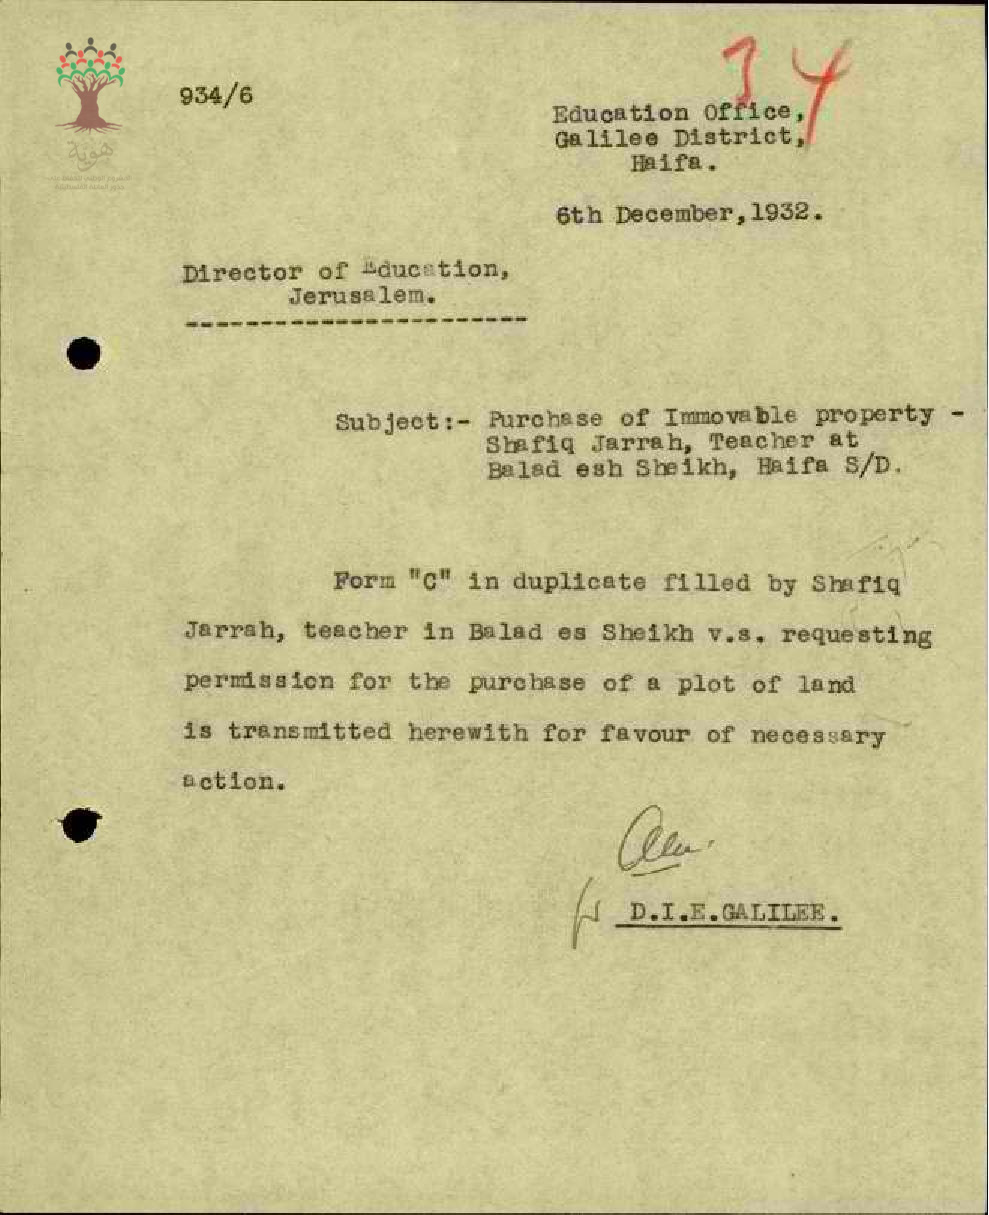 34
934/6
Education Office,
Galilee District,
Haifa.
6th December,1932.
Director of Education,
Jerusalem.
-----------------------
Subject:- Purchase of Immovable property -
Shafiq Jarrah, Teacher at
Balad esh Sheikh, Haifa S/D.
Form "C" in duplicate filled by Shafiq
Jarrah, teacher in Balad es Sheikh v.s. requesting
permission for the purchase of a plot of land
is transmitted herewith for favour of necessary
action.
for D.I.E.GALILEE.
هوية